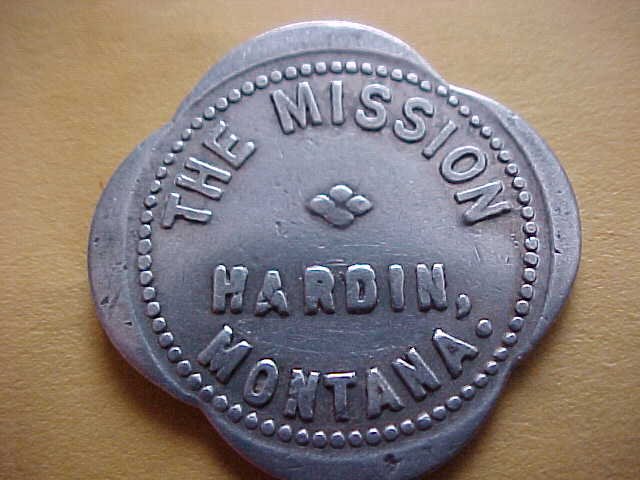 THE MISSION
HARDIN,
MONTANA.